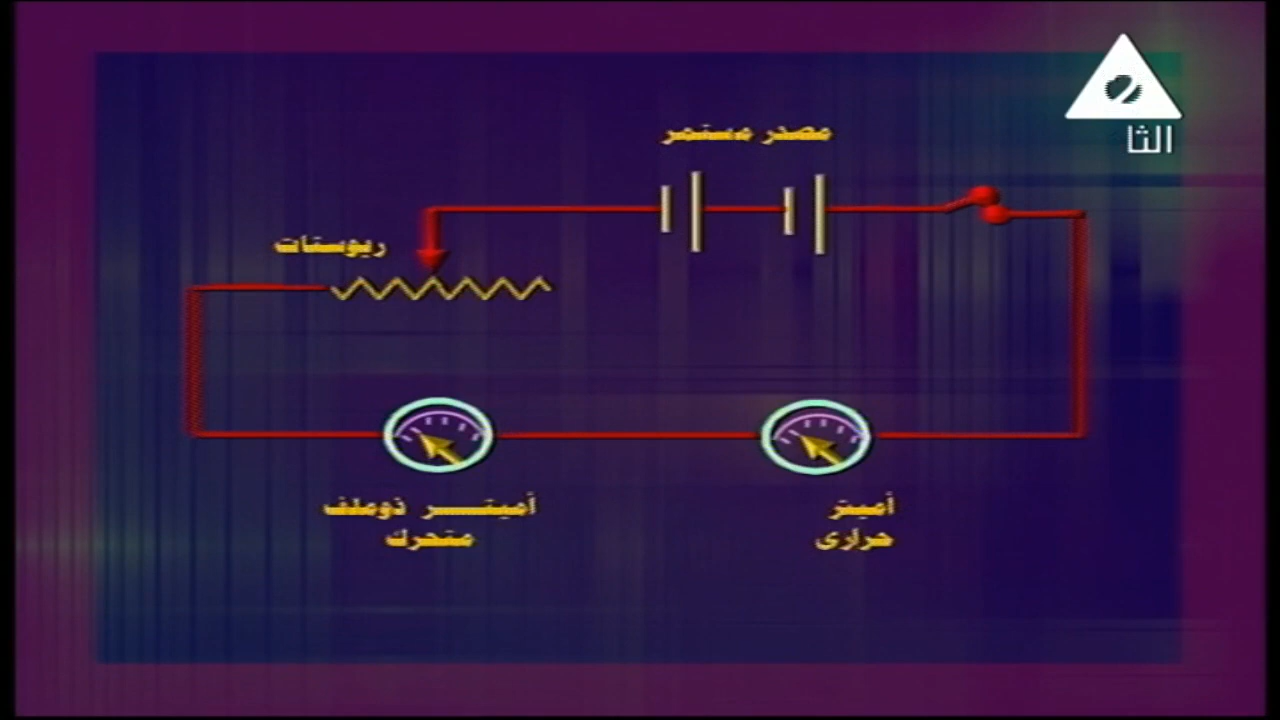 الثا
مصدر مستمر
ريوستات
أميتر ذو ملف
متحرك
أميتر
حرارى